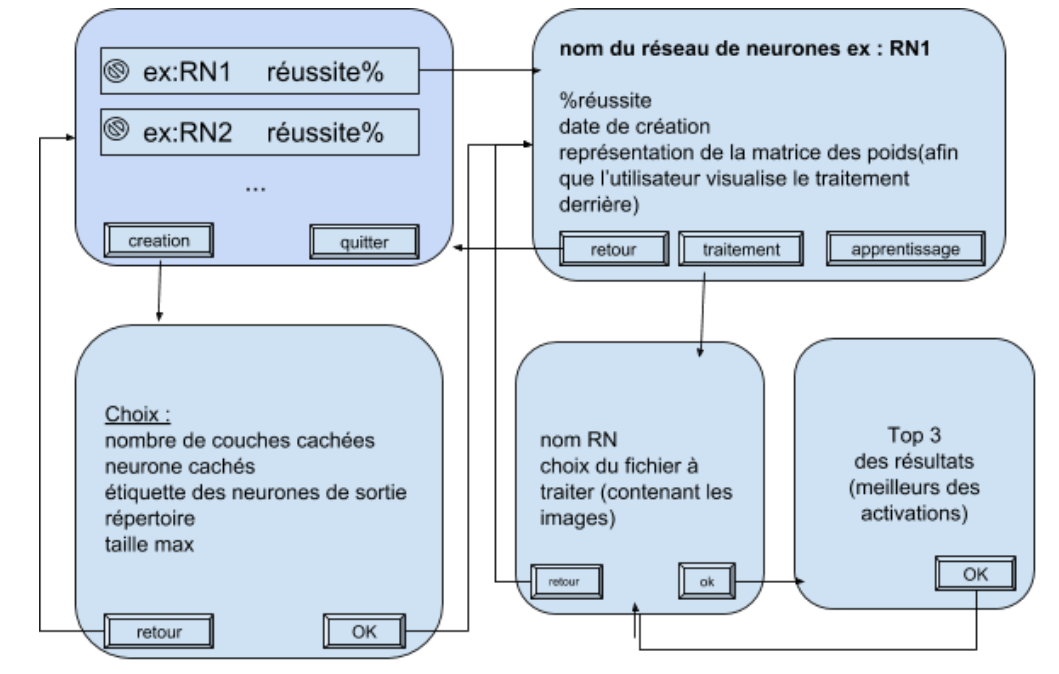 ex:RN1 réussite%
ex:RN2 réussite%
...
creation
quitter
nom du réseau de neurones ex : RN1
%réussite
date de création
représentation de la matrice des poids(afin
que l'utilisateur visualise le traitement
derrière)
retour
traitement
apprentissage
Choix :
nombre de couches cachées
neurone cachés
étiquette des neurones de sortie
répertoire
taille max
retour
OK
nom RN
choix du fichier à
traiter (contenant les
images)
retour
ok
Top 3
des résultats
(meilleurs des
activations)
OK